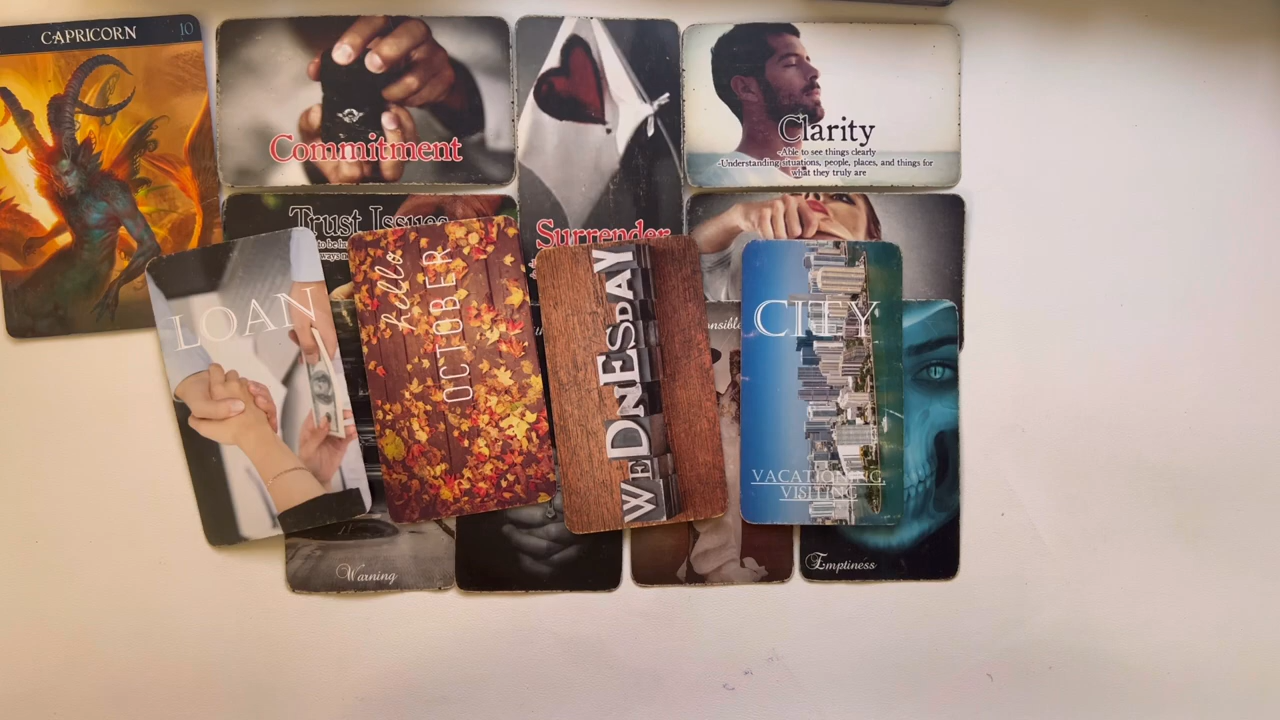 CAPRICORN 10
Commitment
Surrender
Clarity
-Able to see things clearly
-Understanding situations, people, places, and things for
what they truly are
Trust Issues
LOAN
hello
OCTOBER
WEDNESDAY
CITY
VACATIONING,
VISITING
Warning
Emptiness